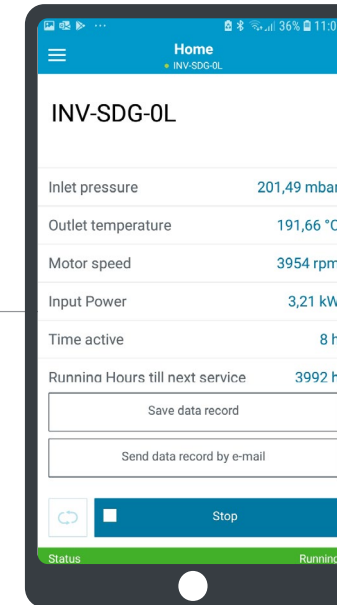 36% 11:0
Home
INV-SDG-0L
INV-SDG-0L
Inlet pressure 201,49 mbar
Outlet temperature 191,66 °C
Motor speed 3954 rpm
Input Power 3,21 kW
Time active 8 h
Running Hours till next service 3992 h
Save data record
Send data record by e-mail
Stop
Status Running